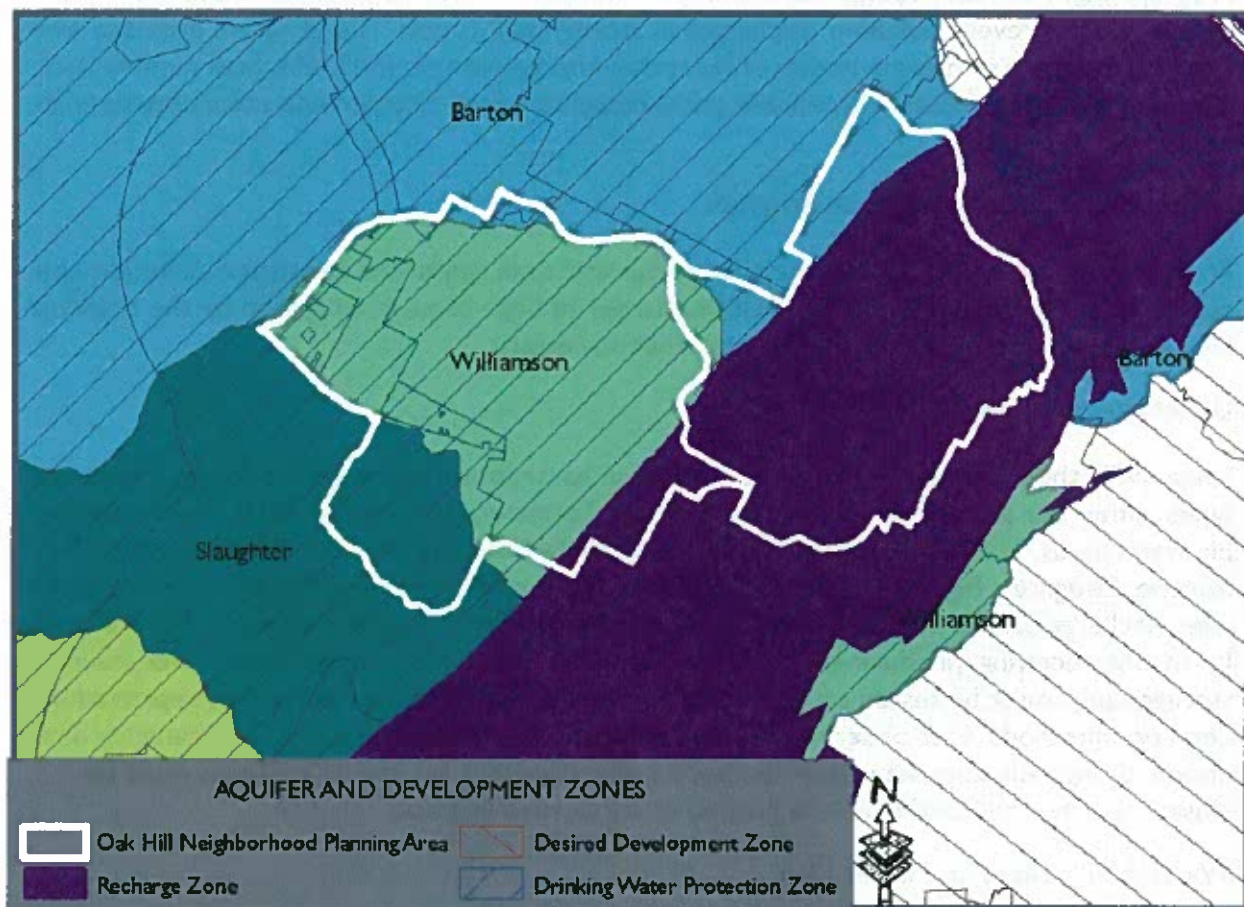 Barton
Williamson
Barton
Slaughter
Williamson
AQUIFER AND DEVELOPMENT ZONES
Oak Hill Neighborhood Planning Area
Desired Development Zone
Recharge Zone
Drinking Water Protection Zone
N